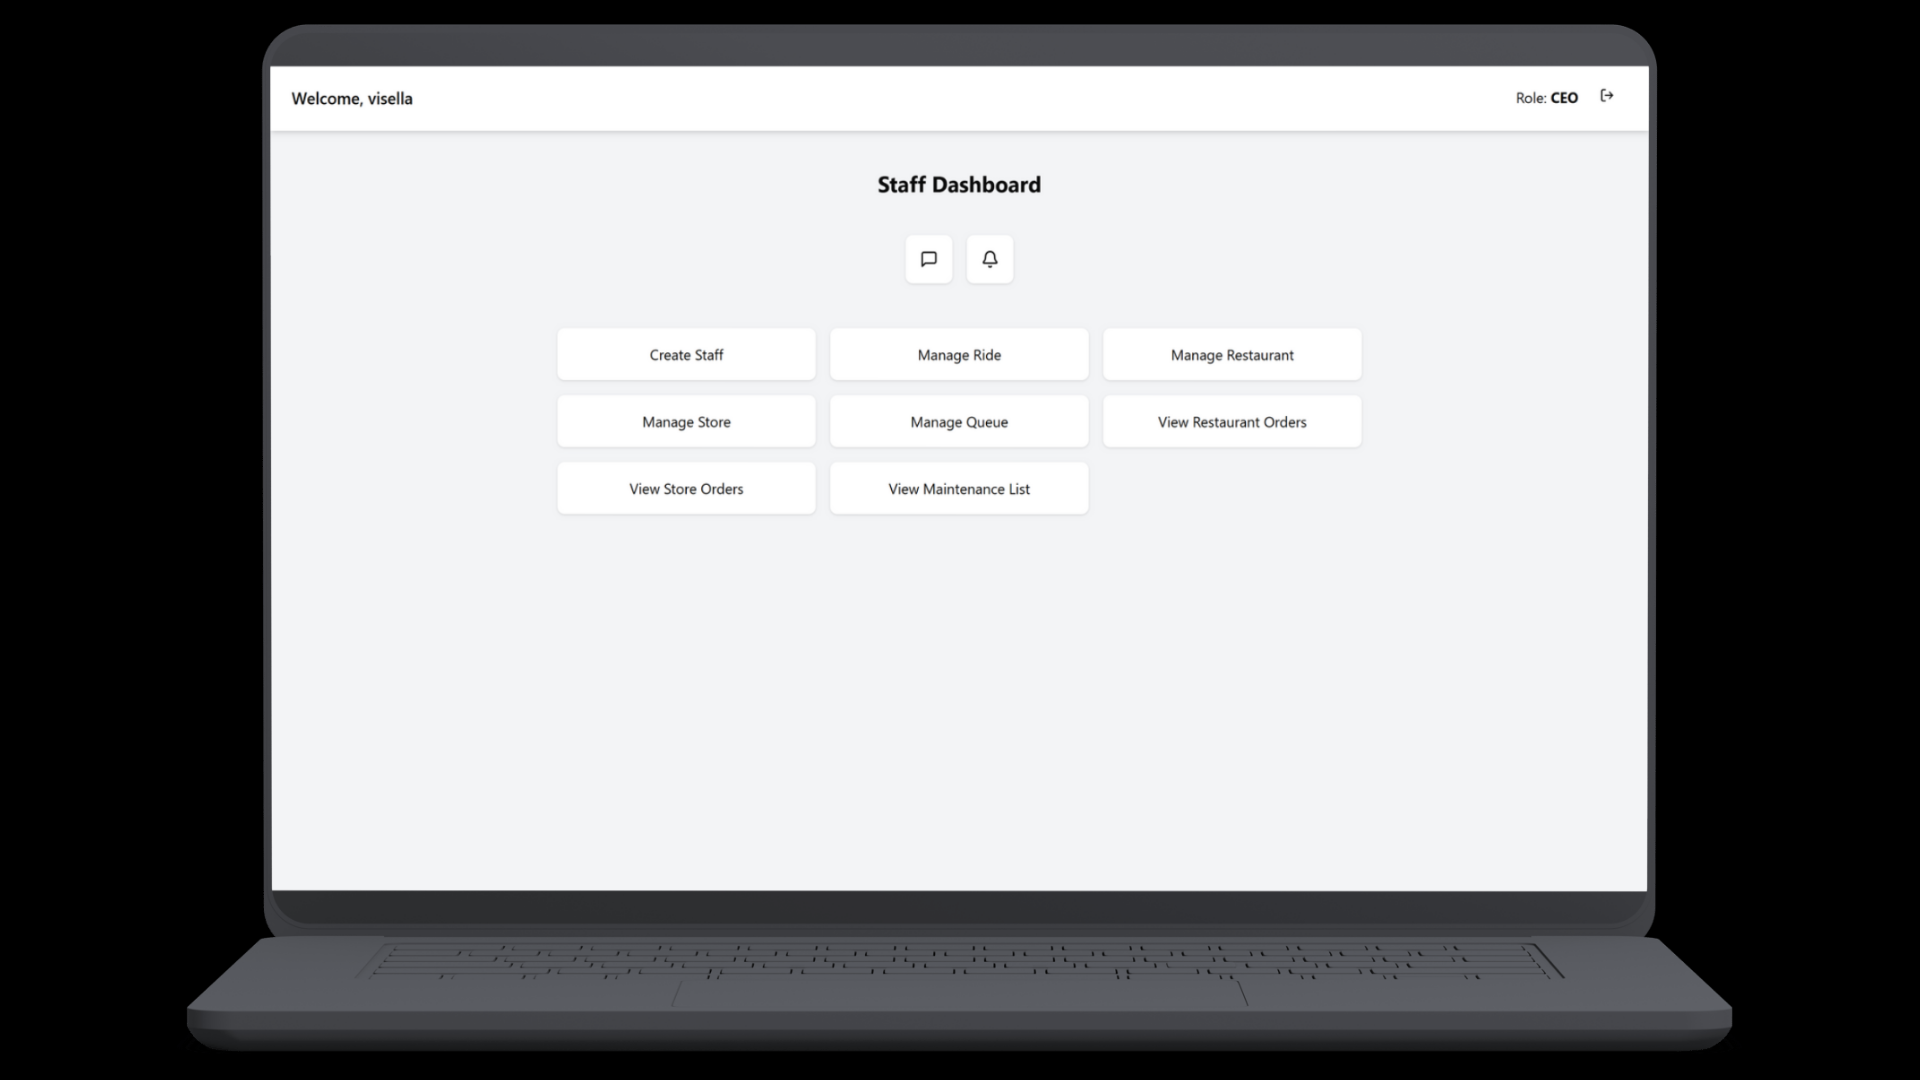 Welcome, visella
Role: CEO
Staff Dashboard
Create Staff
Manage Ride
Manage Restaurant
Manage Store
Manage Queue
View Restaurant Orders
View Store Orders
View Maintenance List